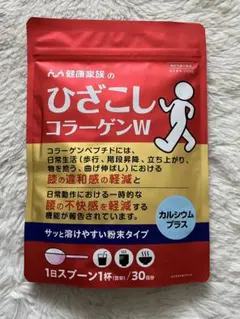 健康家族の
ひざこし
コラーゲンW
コラーゲンペプチドには、
日常生活(歩行、階段昇降、立ち上がり、
物を拾う、曲げ伸ばし)における
膝の違和感の軽減と
日常動作における一時的な
腰の不快感を軽減する
機能が報告されています。
カルシウム
プラス
サッと溶けやすい粉末タイプ
1日スプーン1杯(目安)/30日分